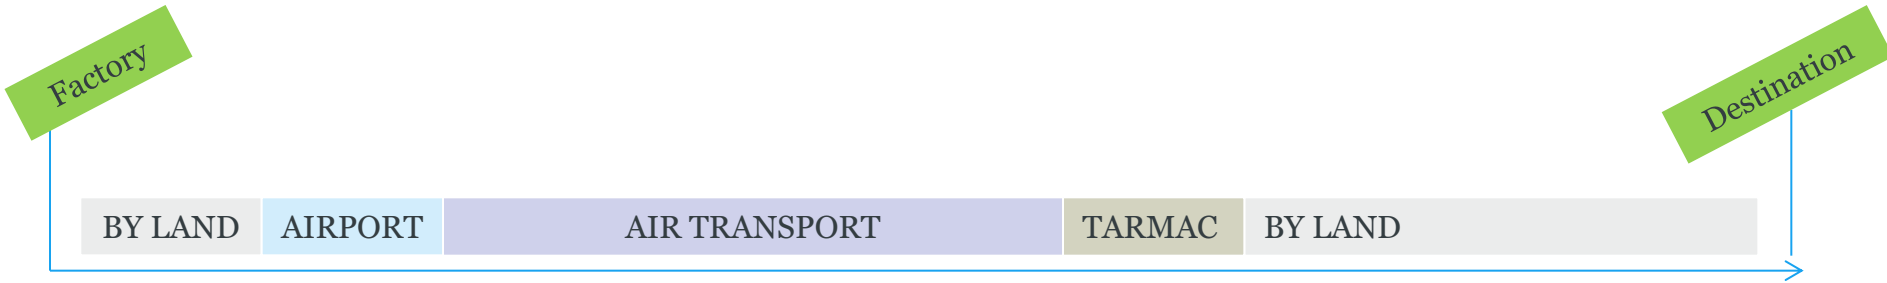 Factory
Destination
BY LAND
AIRPORT
AIR TRANSPORT
TARMAC
BY LAND